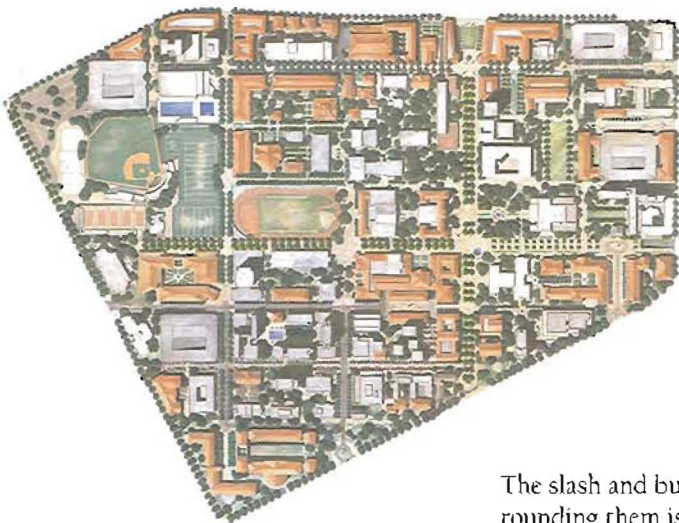 The slash and bu
rounding them is